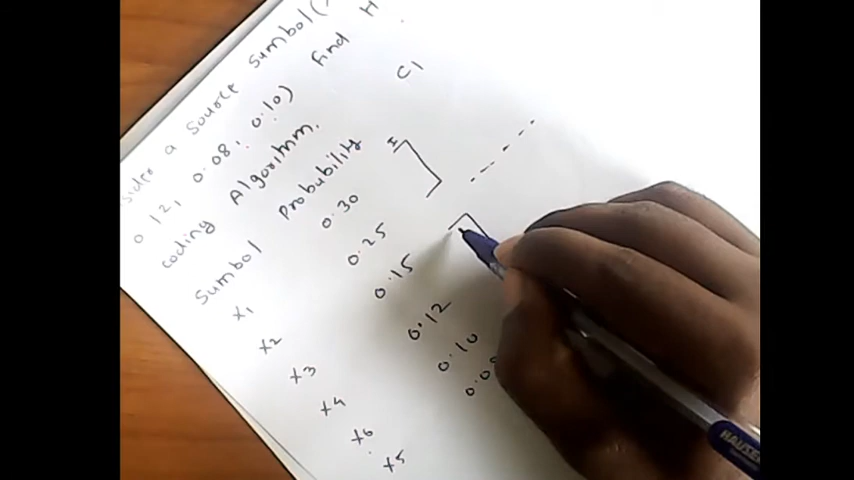 a source symbol(
0.12, 0.08, 0.10) Find H
coding Algorithm.
Symbol Probability C1
X1 0.30 I
X2 0.25
X3 0.15
X4 0.12
X6 0.10
X5
HAUSER